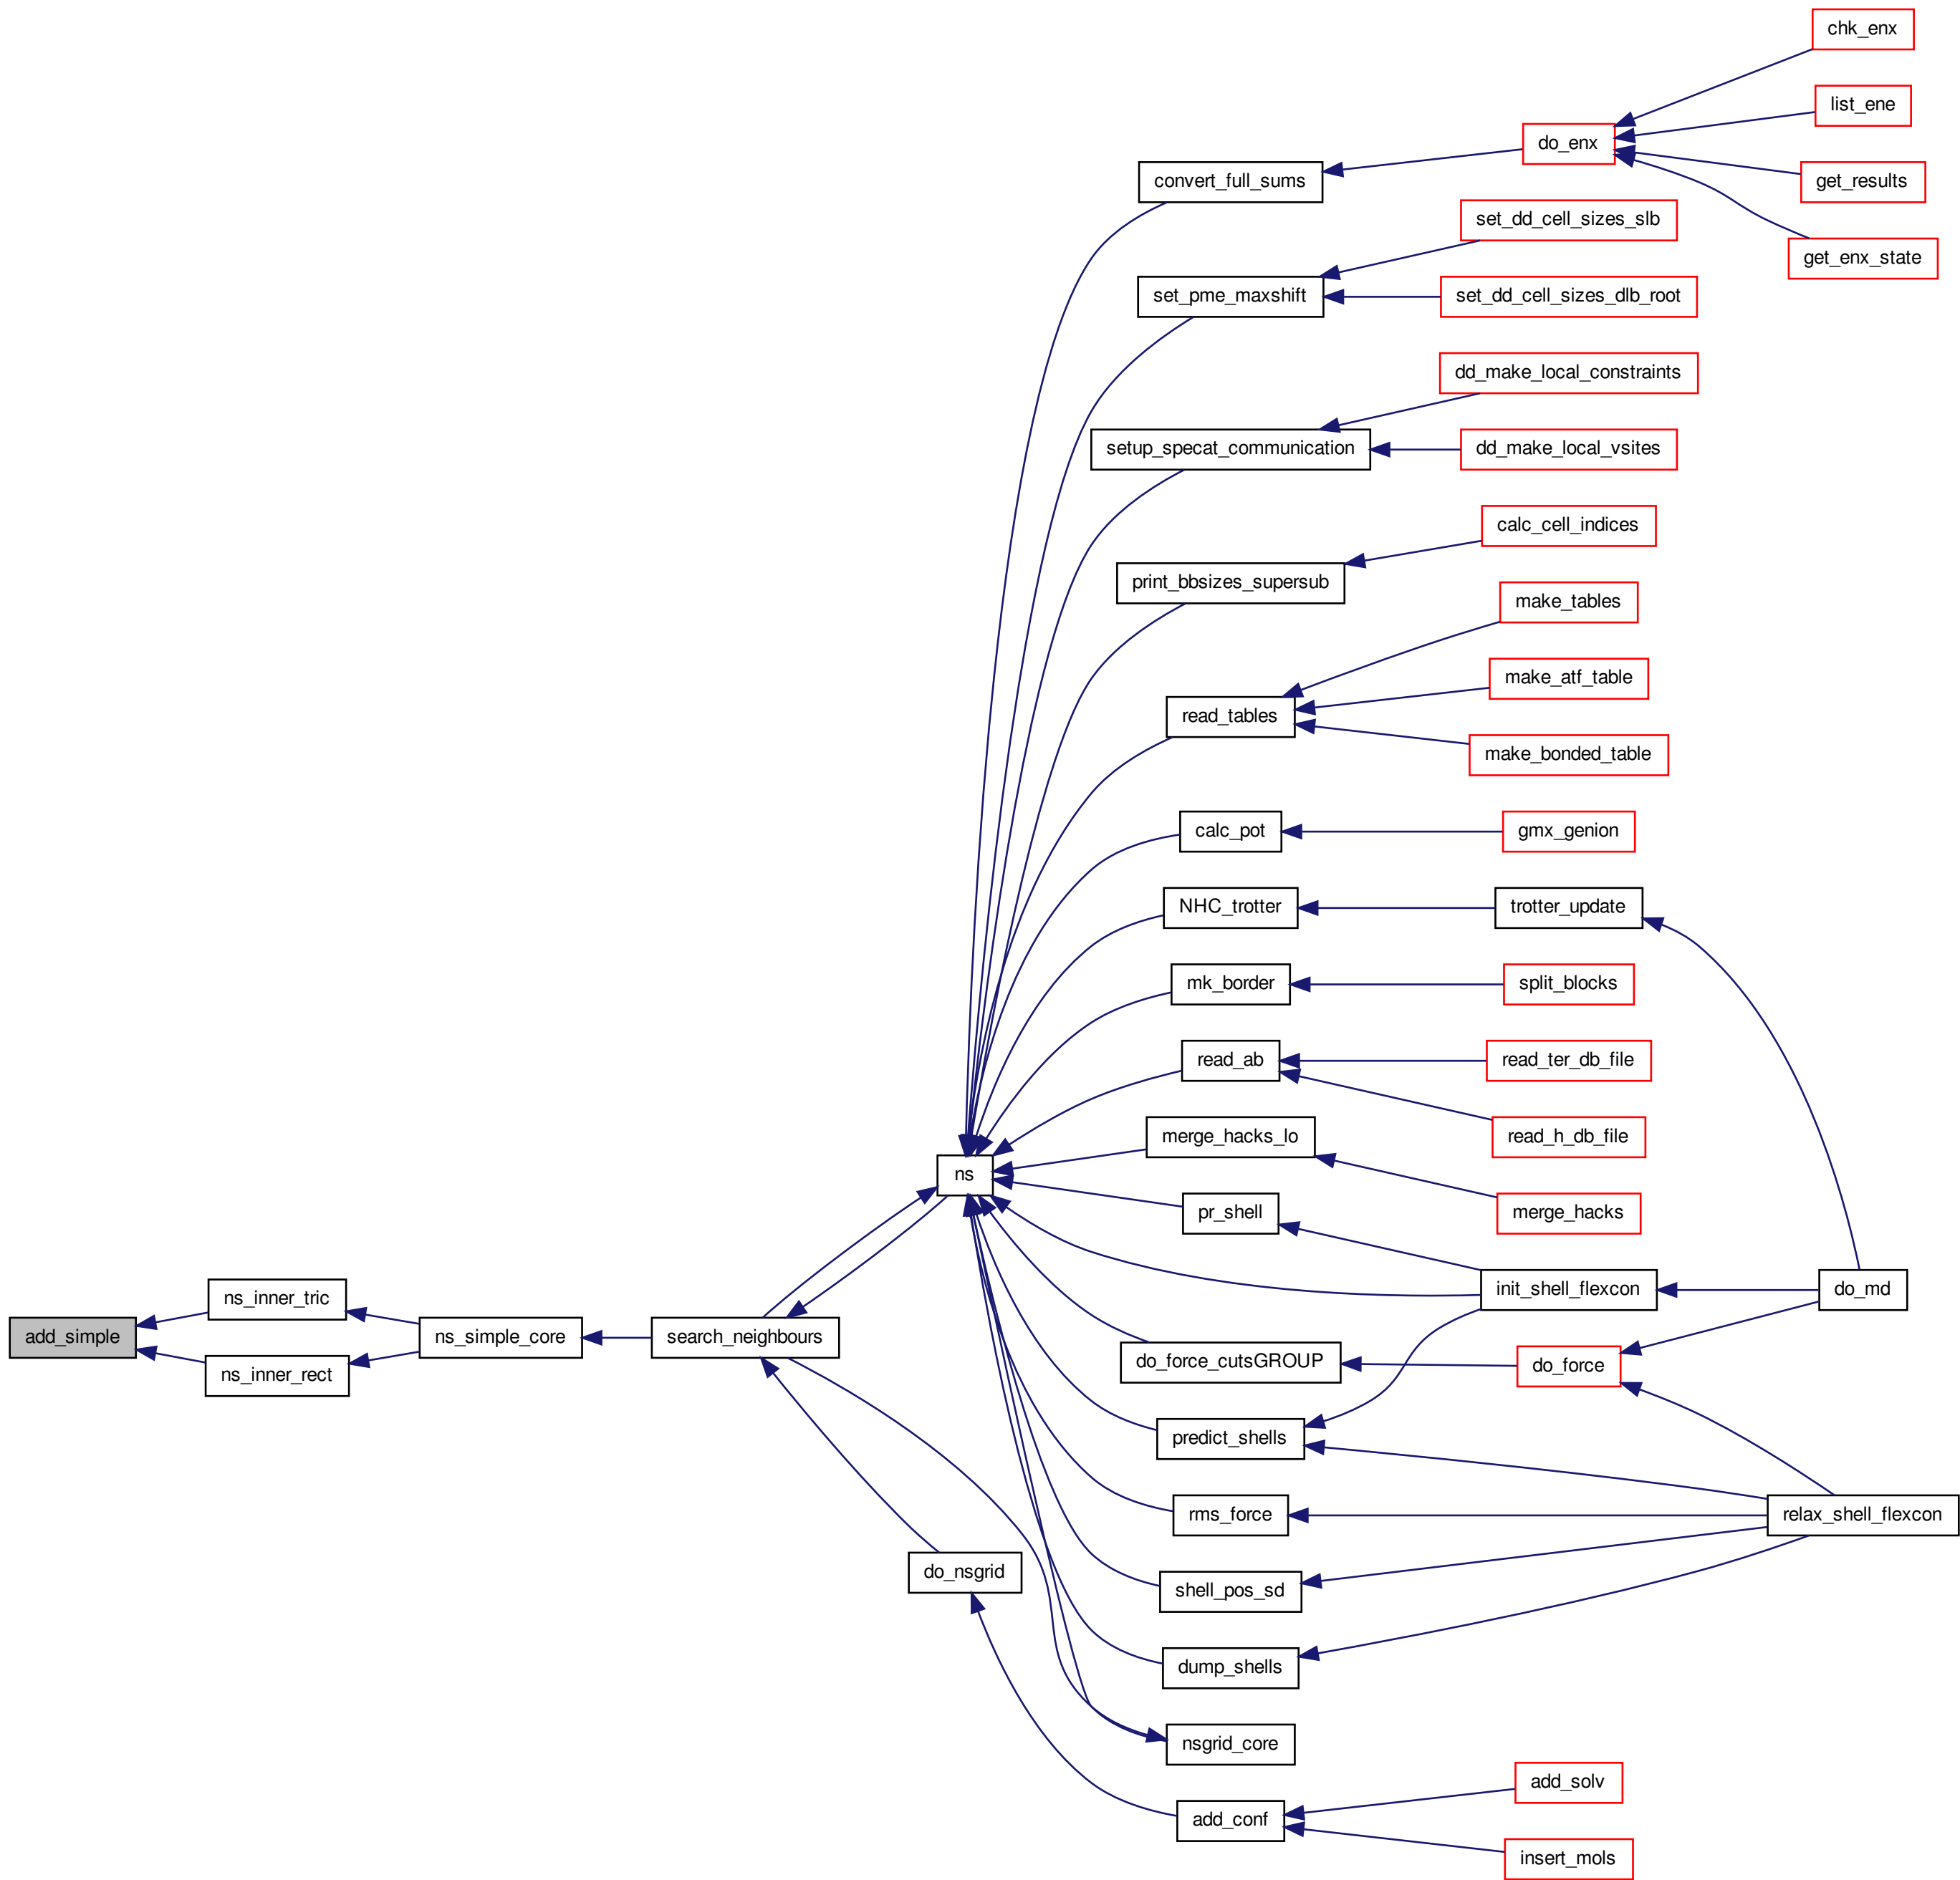 chk_enx
list_ene
do_enx
get_results
convert_full_sums
set_dd_cell_sizes_slb
get_enx_state
set_pme_maxshift
set_dd_cell_sizes_dlb_root
dd_make_local_constraints
setup_specat_communication
dd_make_local_vsites
calc_cell_indices
print_bbsizes_supersub
make_tables
make_atf_table
read_tables
make_bonded_table
calc_pot
gmx_genion
NHC_trotter
trotter_update
mk_border
split_blocks
read_ab
read_ter_db_file
merge_hacks_lo
read_h_db_file
ns
pr_shell
merge_hacks
ns_inner_tric
init_shell_flexcon
do_md
add_simple
ns_simple_core
search_neighbours
do_force_cutsGROUP
do_force
ns_inner_rect
predict_shells
rms_force
relax_shell_flexcon
do_nsgrid
shell_pos_sd
dump_shells
nsgrid_core
add_solv
add_conf
insert_mols